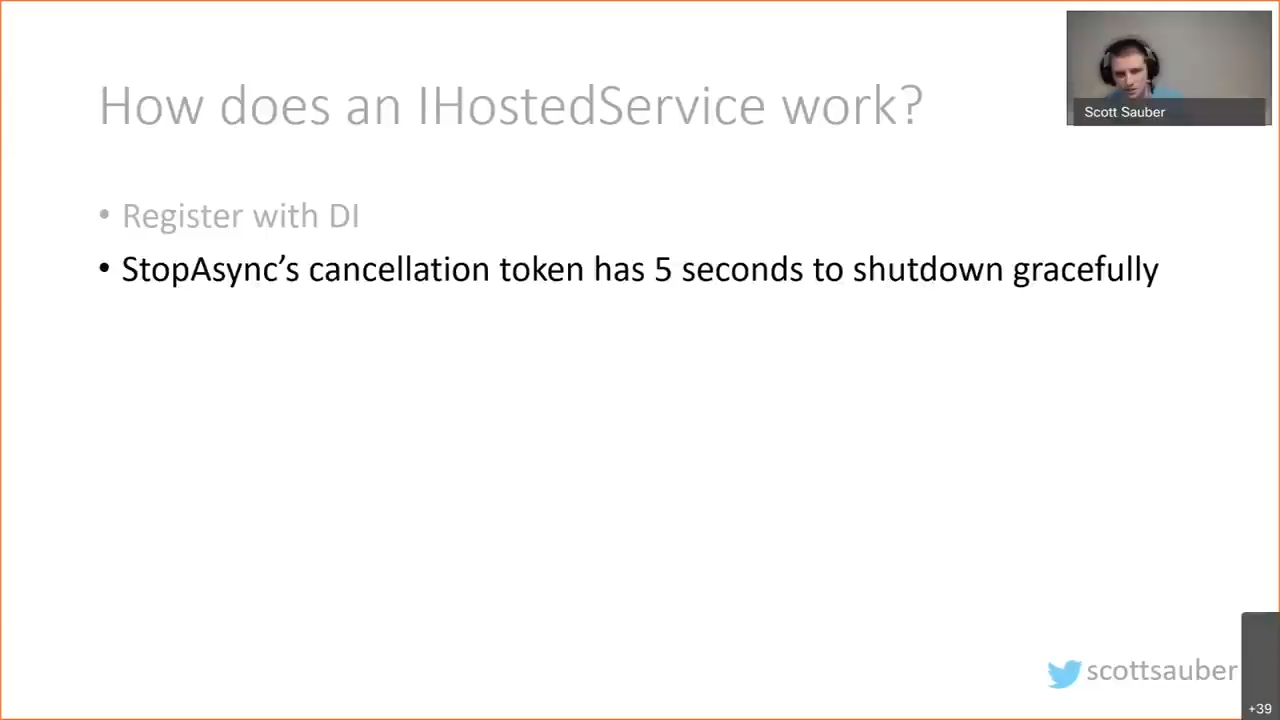 How does an IHostedService work?
Scott Sauber
• Register with DI
• StopAsync’s cancellation token has 5 seconds to shutdown gracefully
scottsauber
+39